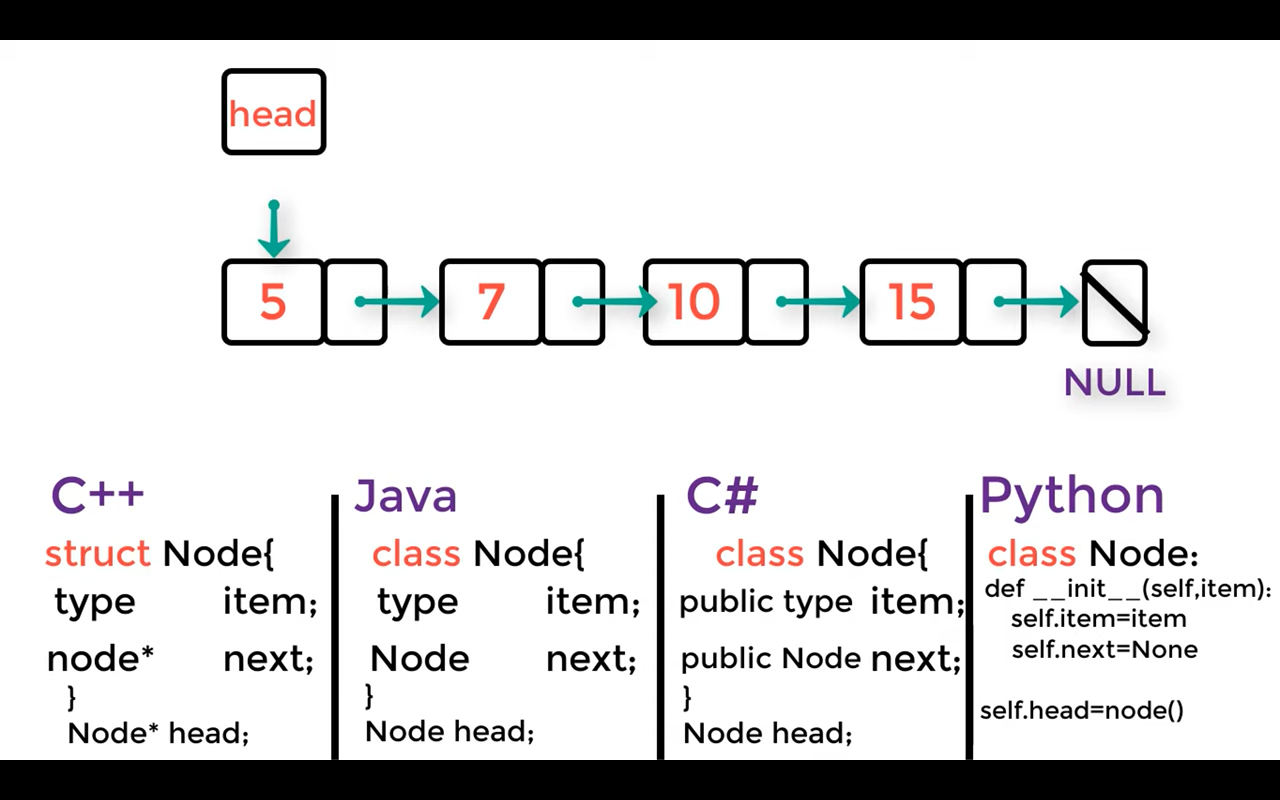 head
5 7 10 15
NULL
C++
struct Node{
type item;
node* next;
}
Node* head;
Java
class Node{
type item;
Node next;
}
Node head;
C#
class Node{
public type item;
public Node next;
}
Node head;
Python
class Node:
def __init__(self,item):
self.item=item
self.next=None
self.head=node()